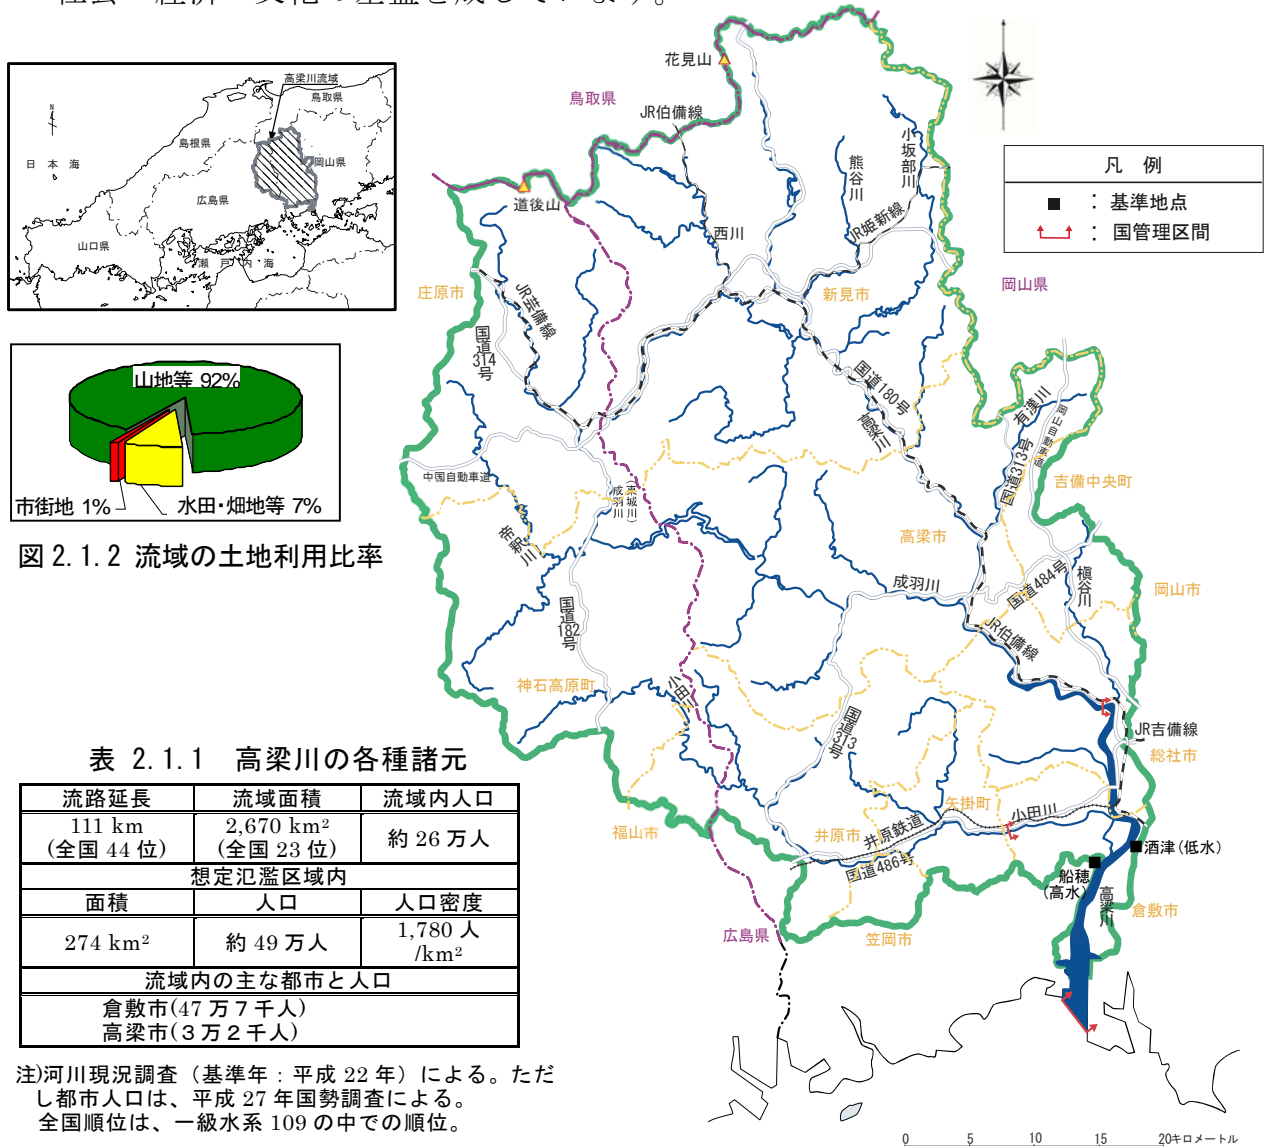 高梁川流域
鳥取県
島根県
岡山県
日本海
広島県
山口県
瀬戸内海
N
山地等 92%
市街地 1%
水田・畑地等 7%
図 2.1.2 流域の土地利用比率
表 2.1.1 高梁川の各種諸元
流路延長 流域面積 流域内人口
111 km 2,670 km² 約 26 万人
(全国 44 位) (全国 23 位)
想定氾濫区域内
面積 人口 人口密度
274 km² 約 49 万人 1,780 人
/km²
流域内の主な都市と人口
倉敷市(47 万７千人)
高梁市(３万２千人)
注)河川現況調査（基準年：平成 22 年）による。ただ
し都市人口は、平成 27 年国勢調査による。
全国順位は、一級水系 109 の中での順位。
花見山
鳥取県
JR伯備線
道後山
熊谷川
小坂部川
西川
JR姫新線
新見市
岡山県
庄原市
JR芸備線
国道314号
国道180号
高梁川
有漢川
岡山自動車道
国道313号
吉備中央町
中国自動車道
成羽川
(東城川)
帝釈川
高梁市
成羽川
国道484号
槙谷川
岡山市
国道182号
JR伯備線
神石高原町
小田川
国道313号
JR吉備線
総社市
福山市
井原市
井原鉄道
矢掛町
小田川
国道486号
酒津(低水)
船穂
(高水)
高梁川
倉敷市
広島県
笠岡市
凡 例
■ ： 基準地点
： 国管理区間
0 5 10 15 20キロメートル